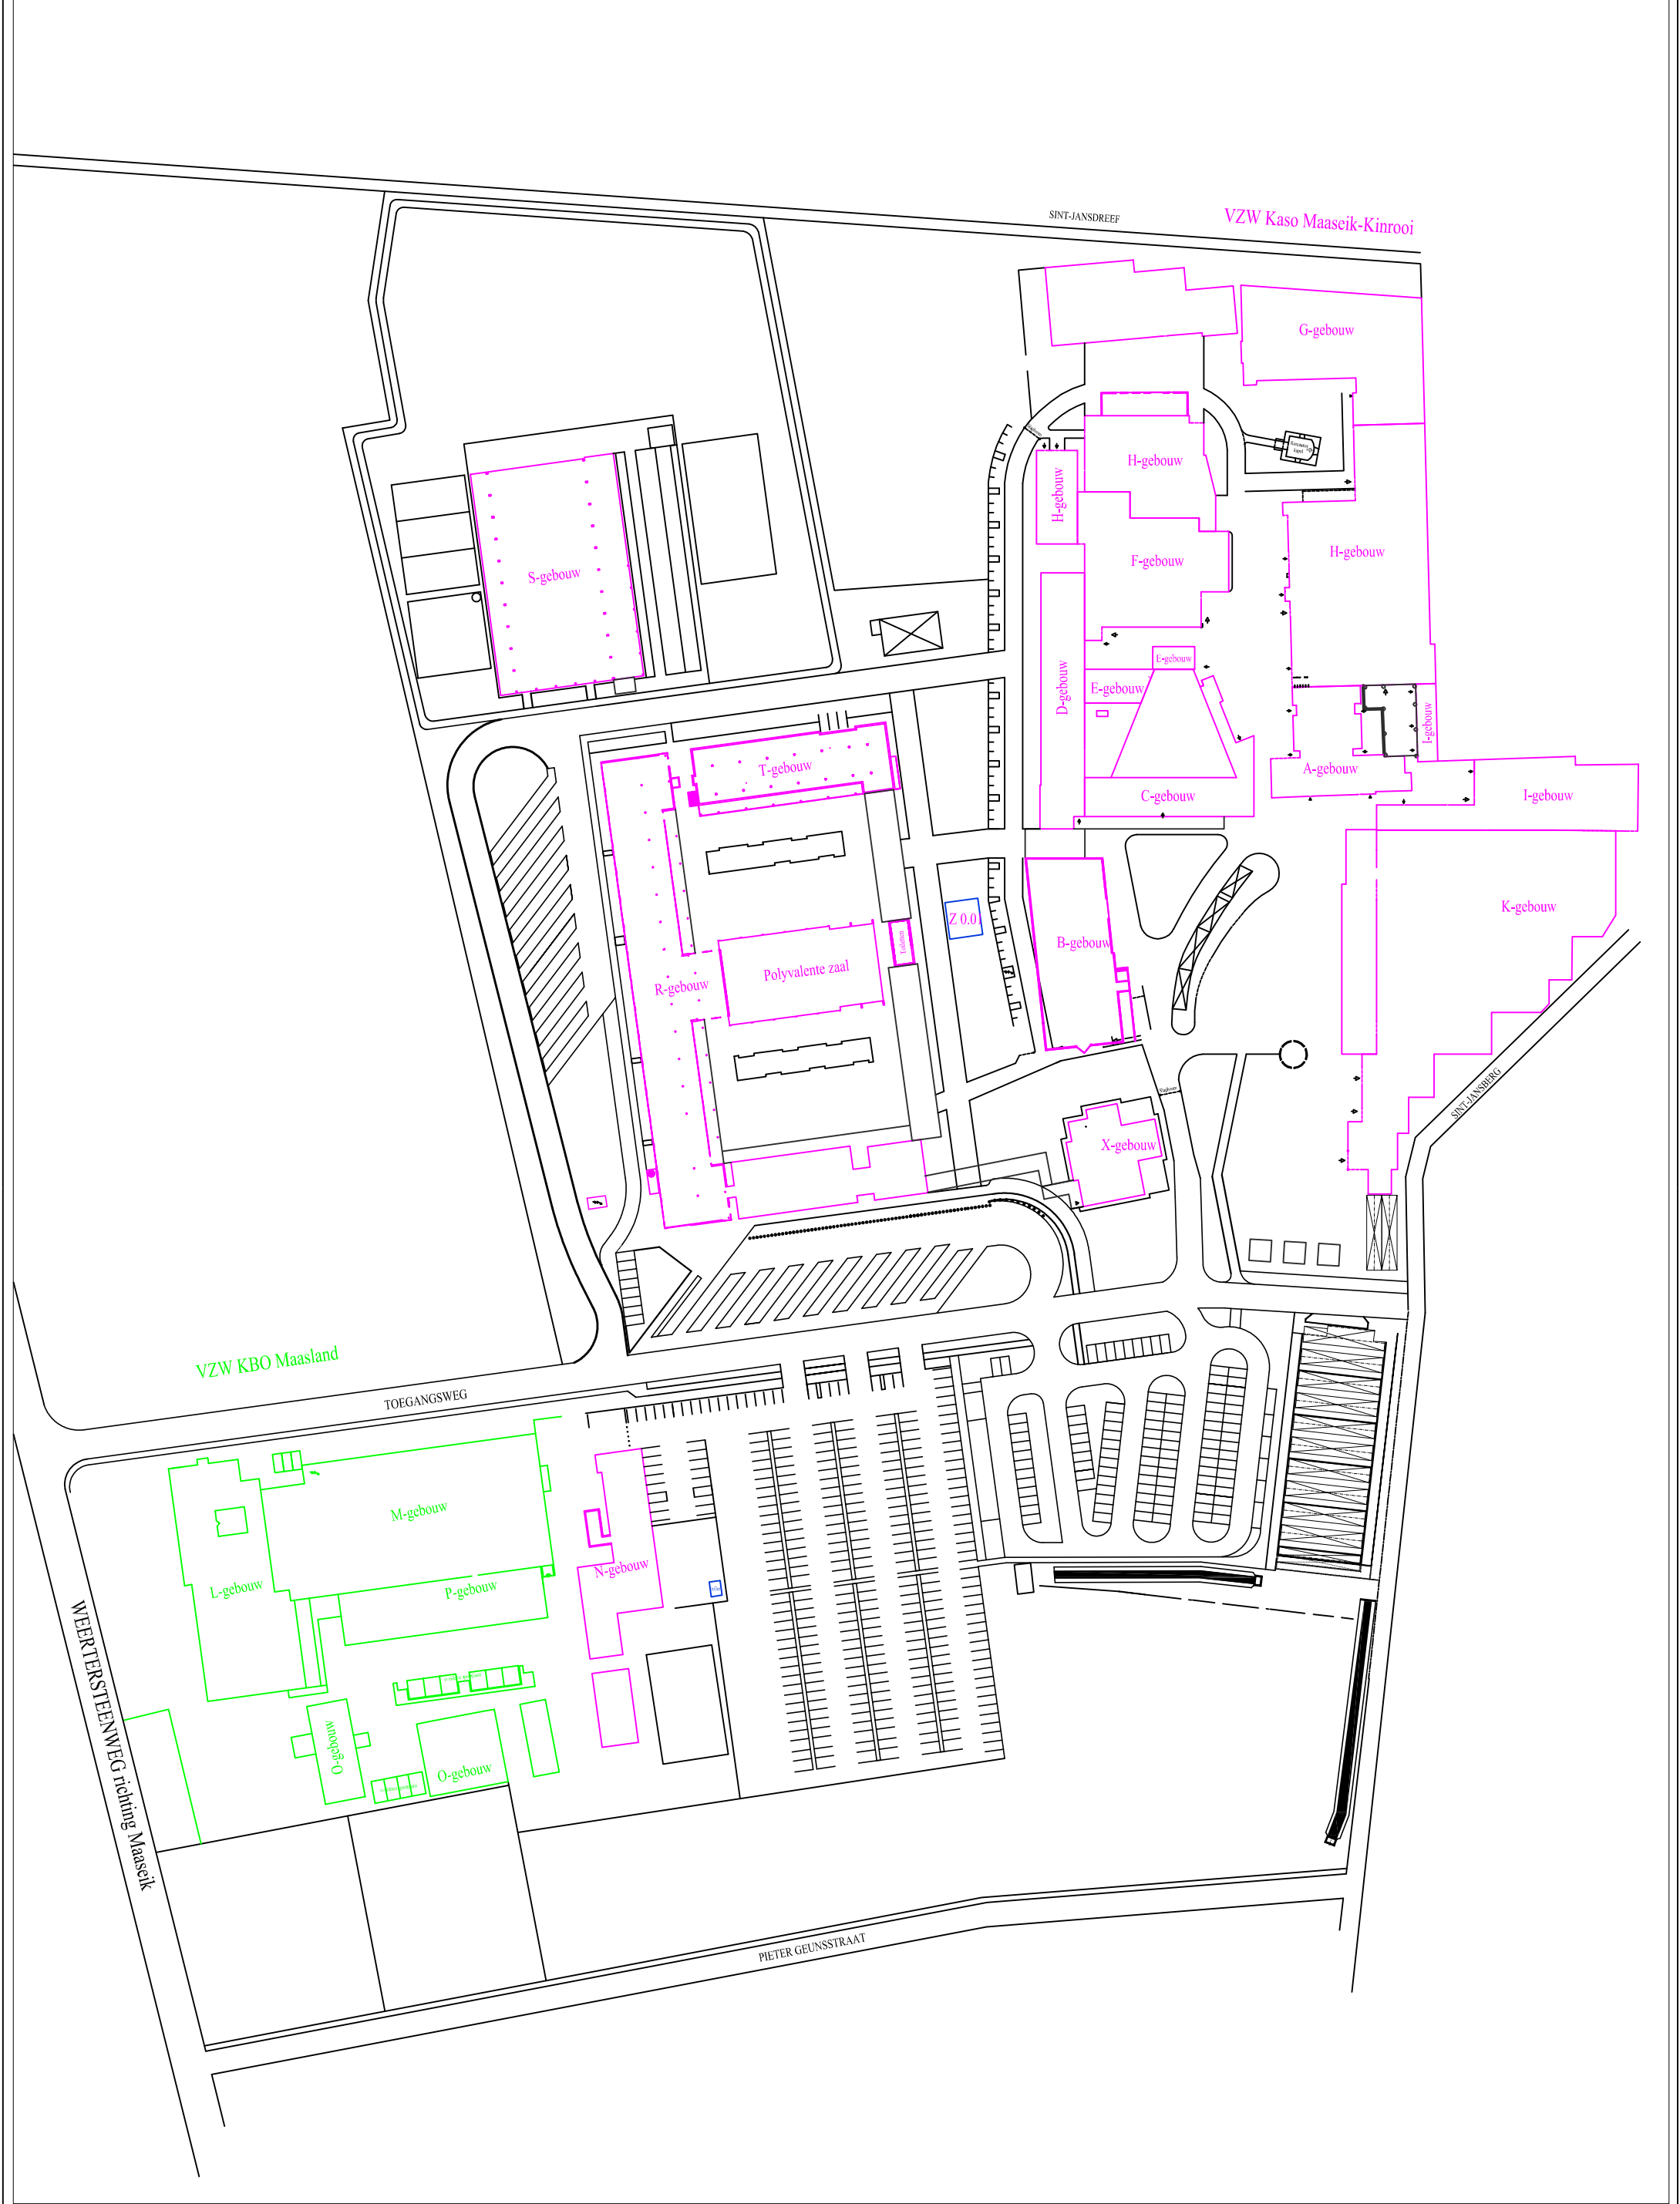 SINT-JANSDREEF
VZW Kaso Maaseik-Kinrooi
G-gebouw
H-gebouw
H-gebouw
H-gebouw
F-gebouw
S-gebouw
E-gebouw
E-gebouw
D-gebouw
I-gebouw
T-gebouw
A-gebouw
C-gebouw
I-gebouw
K-gebouw
Z 0.0
B-gebouw
Polyvalente zaal
R-gebouw
SINT-JANSBERG
X-gebouw
VZW KBO Maasland
TOEGANGSWEG
M-gebouw
N-gebouw
L-gebouw
P-gebouw
O-gebouw
O-gebouw
WEERTERSTEENWEG richting Maaseik
PIETER GEUNSSTRAAT